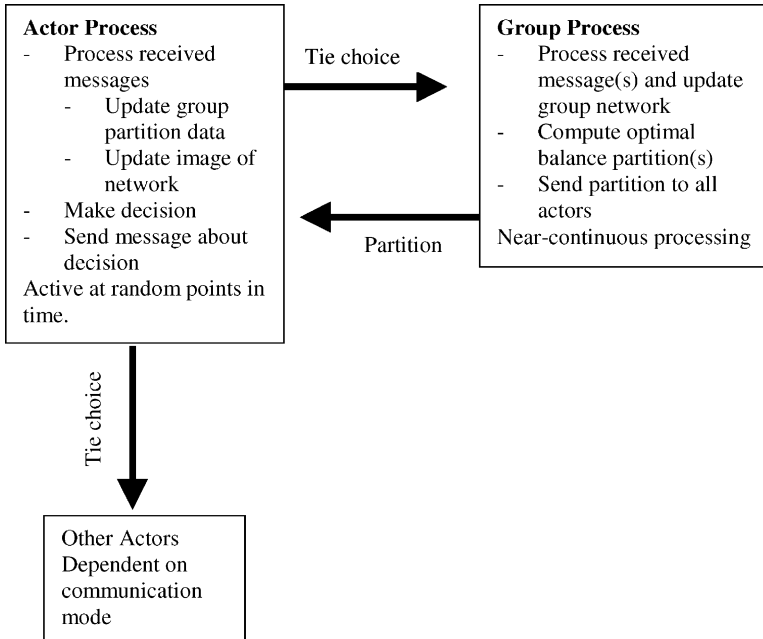 Actor Process
- Process received
messages
- Update group
partition data
- Update image of
network
- Make decision
- Send message about
decision
Active at random points in
time.
Tie choice
Group Process
- Process received
message(s) and update
group network
- Compute optimal
balance partition(s)
- Send partition to all
actors
Near-continuous processing
Partition
Tie choice
Other Actors
Dependent on
communication
mode